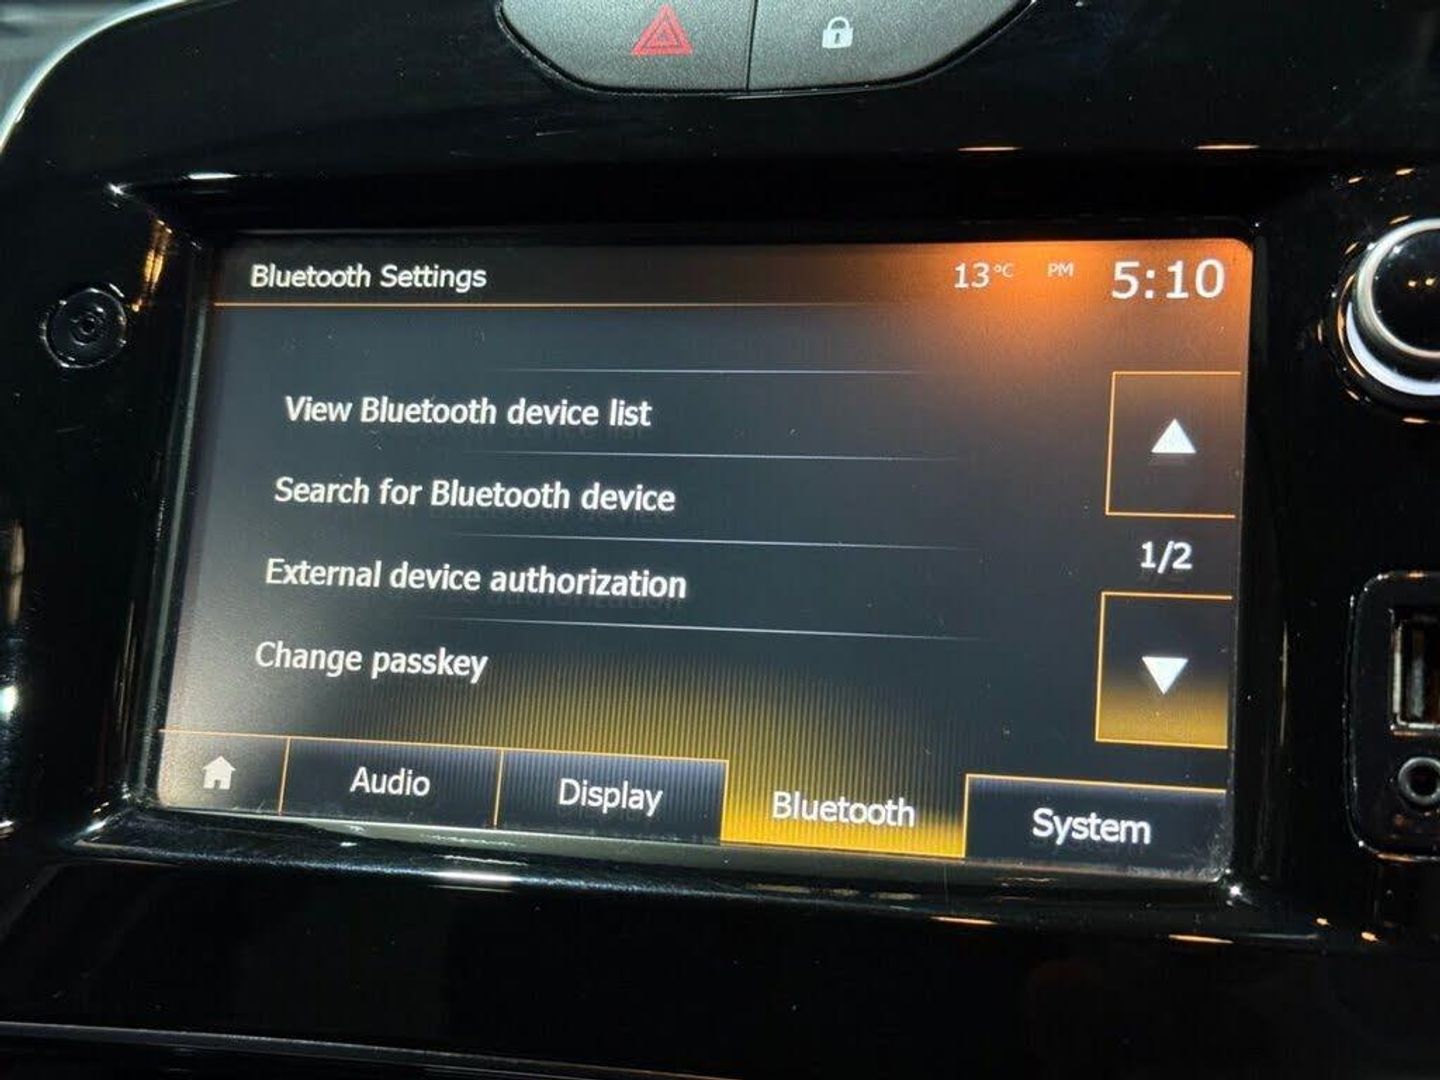 Bluetooth Settings 13°C PM 5:10
View Bluetooth device list
Search for Bluetooth device
1/2
External device authorization
Change passkey
Audio Display Bluetooth System